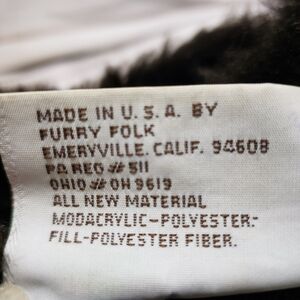 MADE IN U.S.A. BY
FURRY FOLK
EMERYVILLE, CALIF. 94608
PA REG # 511
OHIO # OH 9619
ALL NEW MATERIAL
MODACRYLIC-POLYESTER-
FILL-POLYESTER FIBER.